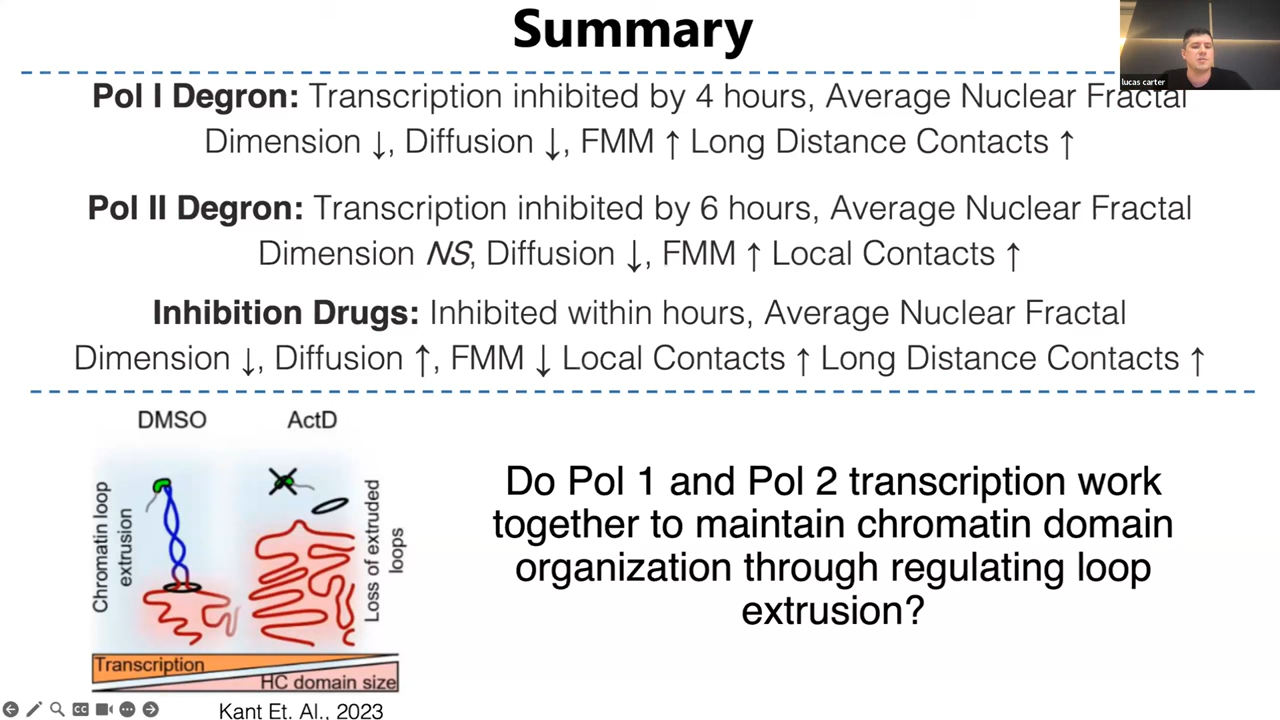 Summary
lucas carter
Pol I Degron: Transcription inhibited by 4 hours, Average Nuclear Fractal
Dimension ↓, Diffusion ↓, FMM ↑ Long Distance Contacts ↑
Pol II Degron: Transcription inhibited by 6 hours, Average Nuclear Fractal
Dimension NS, Diffusion ↓, FMM ↑ Local Contacts ↑
Inhibition Drugs: Inhibited within hours, Average Nuclear Fractal
Dimension ↓, Diffusion ↑, FMM ↓ Local Contacts ↑ Long Distance Contacts ↑
DMSO
ActD
Chromatin loop
extrusion
Loss of extruded
loops
Transcription
HC domain size
Kant Et. Al., 2023
Do Pol 1 and Pol 2 transcription work
together to maintain chromatin domain
organization through regulating loop
extrusion?
CC